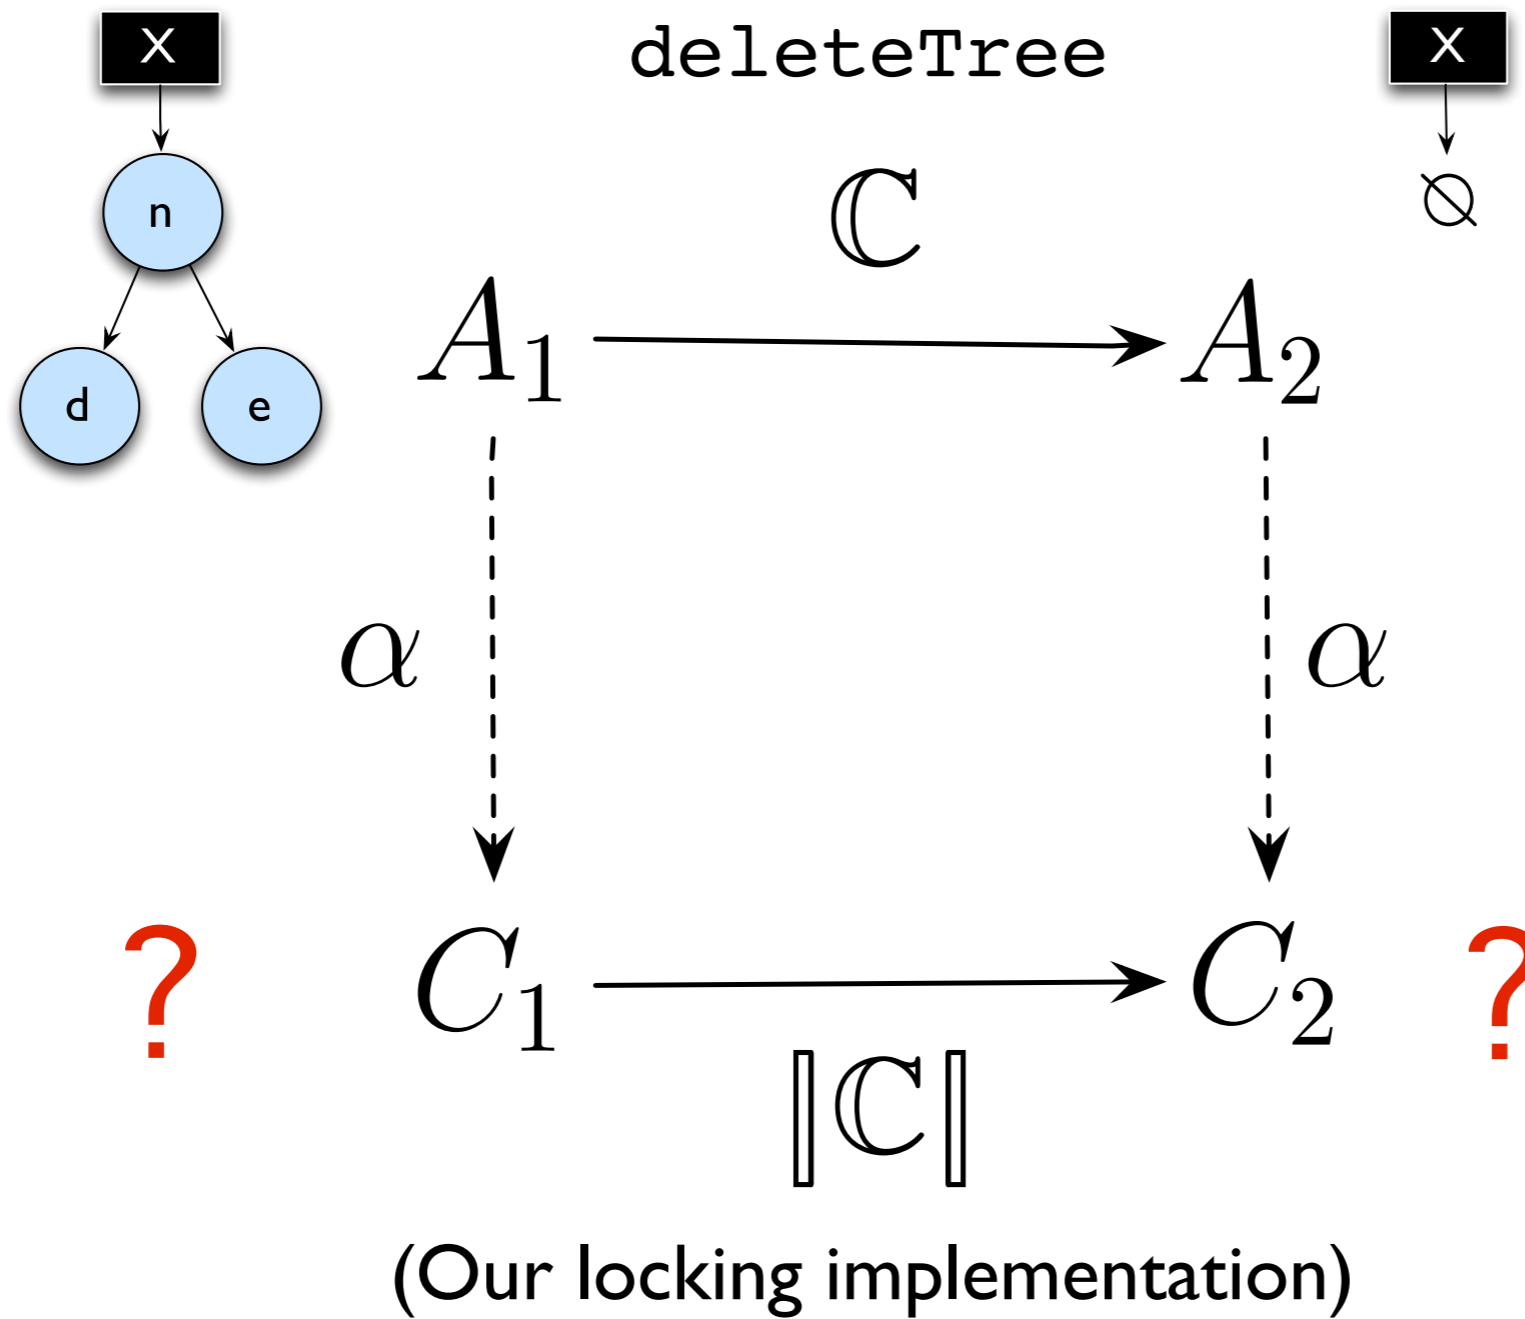 X
deleteTree
X
ℂ
n
∅
A₁
A₂
d
e
α
α
?
C₁
C₂
?
⟦ℂ⟧
(Our locking implementation)